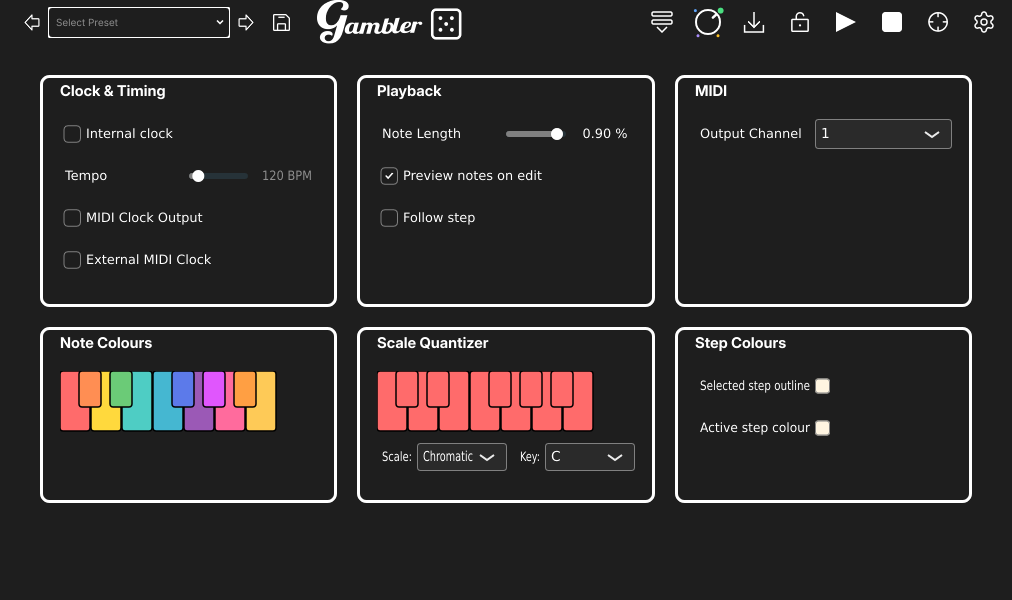 Select Preset
Gambler
Clock & Timing
Internal clock
Tempo 120 BPM
MIDI Clock Output
External MIDI Clock
Playback
Note Length 0.90 %
Preview notes on edit
Follow step
MIDI
Output Channel 1
Note Colours
Scale Quantizer
Scale: Chromatic Key: C
Step Colours
Selected step outline
Active step colour